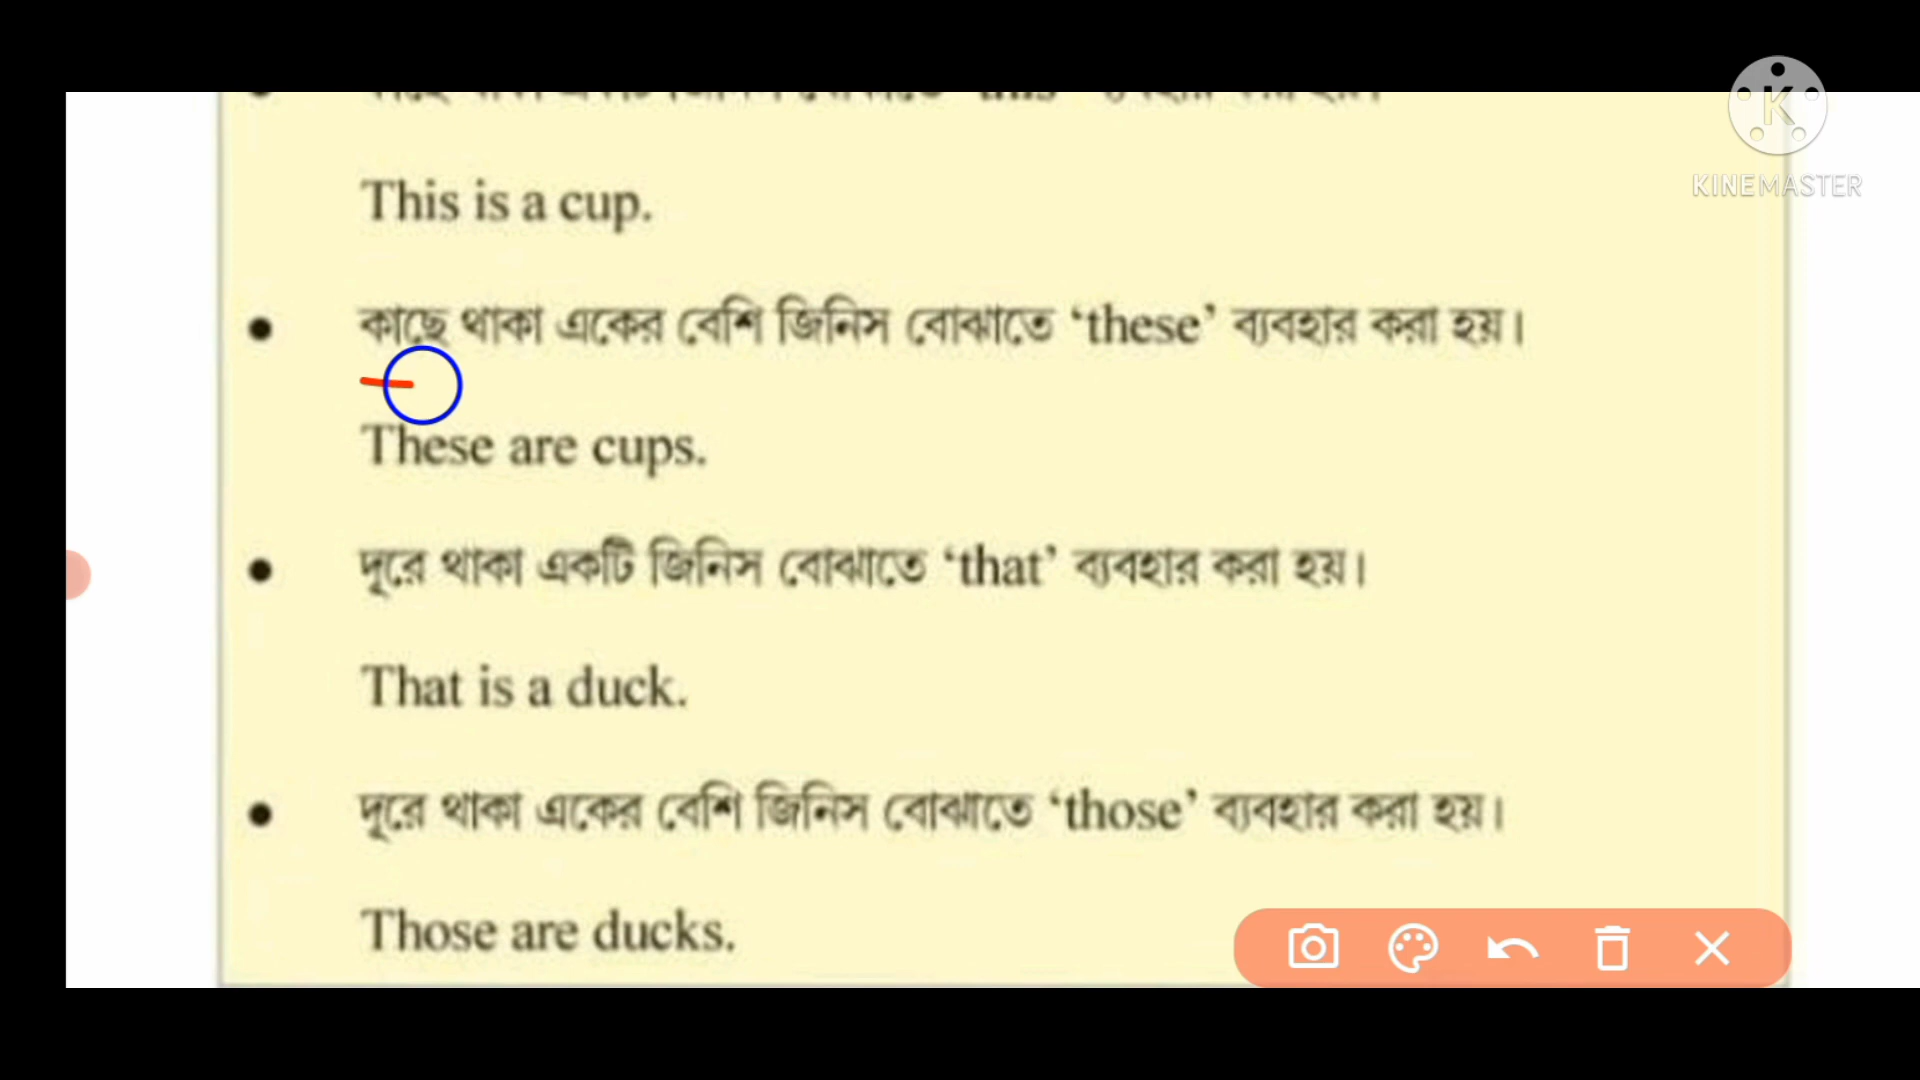 This is a cup.
KINEMASTER
● কাছে থাকা একের বেশি জিনিস বোঝাতে ‘these’ ব্যবহার করা হয়।
These are cups.
● দূরে থাকা একটি জিনিস বোঝাতে ‘that’ ব্যবহার করা হয়।
That is a duck.
● দূরে থাকা একের বেশি জিনিস বোঝাতে ‘those’ ব্যবহার করা হয়।
Those are ducks.